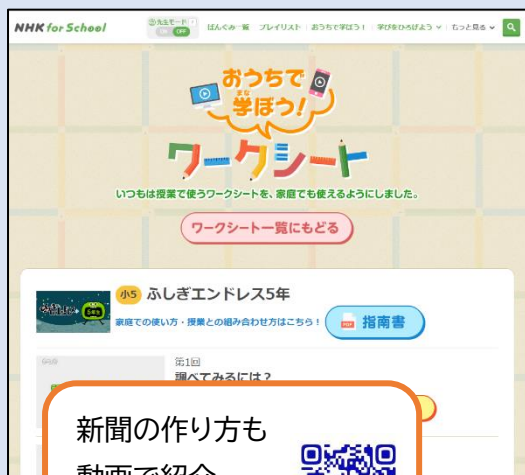 NHK for School
先生モード
ON OFF
ばんぐみ一覧 プレイリスト おうちで学ぼう! 学びをひろげよう もっと見る
おうちで
学ぼう!
まな
ワークシート
いつもは授業で使うワークシートを、家庭でも使えるようにしました。
ワークシート一覧にもどる
小5 ふしぎエンドレス5年
家庭での使い方・授業との組み合わせ方はこちら! PDF 指南書
第1回
調べてみるには?
新聞の作り方も
動画で紹介